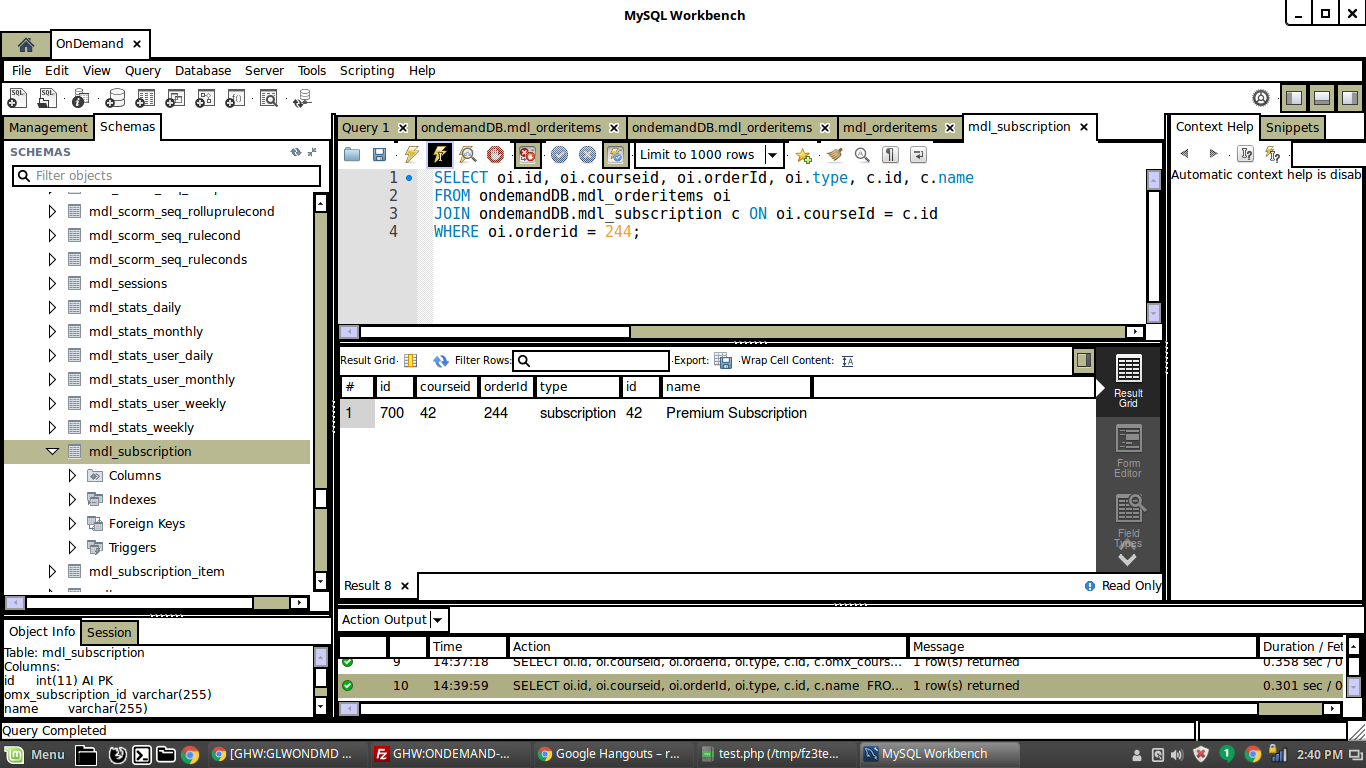 MySQL Workbench
OnDemand
File Edit View Query Database Server Tools Scripting Help
Management Schemas
Query 1 ondemandDB.mdl_orderitems ondemandDB.mdl_orderitems mdl_orderitems mdl_subscription
Context Help Snippets
SCHEMAS
Filter objects
mdl_scorm_seq_rolluprulecond
mdl_scorm_seq_rulecond
mdl_scorm_seq_ruleconds
mdl_sessions
mdl_stats_daily
mdl_stats_monthly
mdl_stats_user_daily
mdl_stats_user_monthly
mdl_stats_user_weekly
mdl_stats_weekly
mdl_subscription
Columns
Indexes
Foreign Keys
Triggers
mdl_subscription_item
Object Info Session
Table: mdl_subscription
Columns:
id int(11) AI PK
omx_subscription_id varchar(255)
name varchar(255)
Limit to 1000 rows
1 SELECT oi.id, oi.courseid, oi.orderId, oi.type, c.id, c.name
2 FROM ondemandDB.mdl_orderitems oi
3 JOIN ondemandDB.mdl_subscription c ON oi.courseId = c.id
4 WHERE oi.orderid = 244;
Automatic context help is disab
Result Grid Filter Rows: Export: Wrap Cell Content:
# id courseid orderId type id name
1 700 42 244 subscription 42 Premium Subscription
Result Grid
Form Editor
Field Types
Result 8
Read Only
Action Output
Time Action Message Duration / Fet
9 14:37:18 SELECT oi.id, oi.courseid, oi.orderId, oi.type, c.id, c.omx_cours... 1 row(s) returned 0.358 sec / 0
10 14:39:59 SELECT oi.id, oi.courseid, oi.orderId, oi.type, c.id, c.name FRO... 1 row(s) returned 0.301 sec / 0
Query Completed
Menu [GHW:GLWONDMD ... GHW:ONDEMAND-... Google Hangouts – r... test.php (/tmp/fz3te... MySQL Workbench 2:40 PM